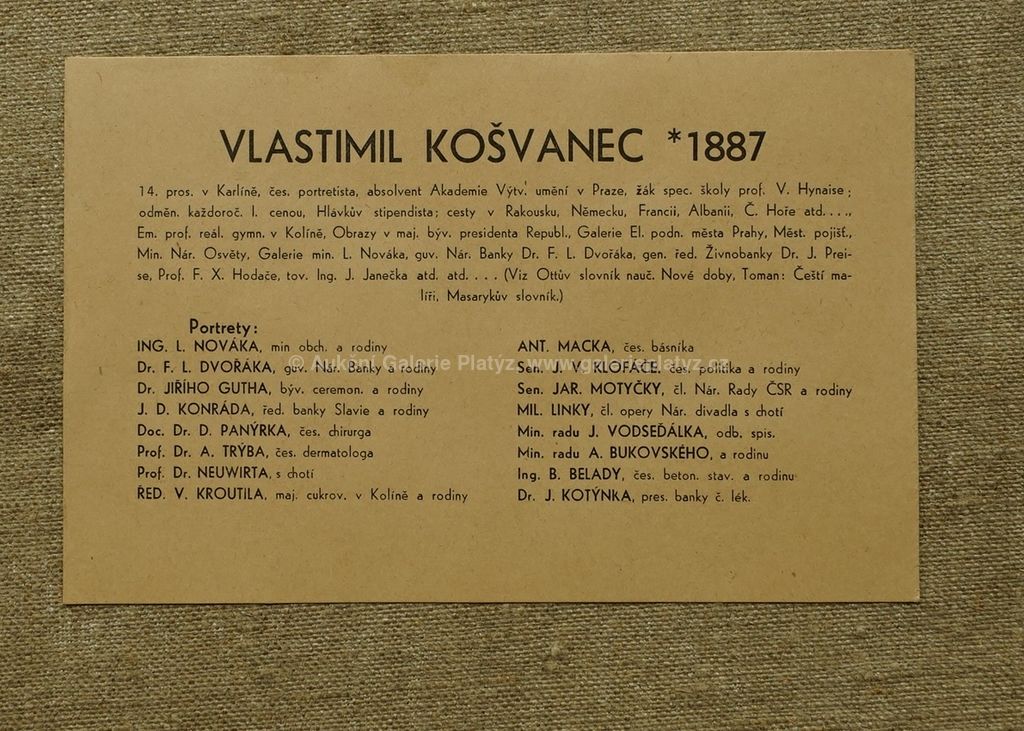 VLASTIMIL KOŠVANEC *1887
14. pros. v Karlíně, čes. portretista, absolvent Akademie Výtv. umění v Praze, žák spec. školy prof. V. Hynaise;
odměn. každoroč. I. cenou, Hlávkův stipendista; cesty v Rakousku, Německu, Francii, Albanii, Č. Hoře atd....,
Em. prof. reál. gymn. v Kolíně, Obrazy v maj. býv. presidenta Republ., Galerie El. podn. města Prahy, Měst. pojišť.,
Min. Nár. Osvěty, Galerie min. L. Nováka, guv. Nár. Banky Dr. F. L. Dvořáka, gen. řed. Živnobanky Dr. J. Prei-
se, Prof. F. X. Hodače, tov. Ing. J. Janečka atd. atd.... (Viz Ottův slovník nauč. Nové doby, Toman: Čeští ma-
líři, Masarykův slovník.)
Portrety:
ING. L. NOVÁKA, min obch. a rodiny
Dr. F. L. DVOŘÁKA, guv. Nár. Banky a rodiny
Dr. JIŘÍHO GUTHA, býv. ceremon. a rodiny
J. D. KONRÁDA, řed. banky Slavie a rodiny
Doc. Dr. D. PANÝRKA, čes. chirurga
Prof. Dr. A. TRÝBA, čes. dermatologa
Prof. Dr. NEUWIRTA, s chotí
ŘED. V. KROUTILA, maj. cukrov. v Kolíně a rodiny
ANT. MACKA, čes. básníka
Sen. J. V. KLOFÁČE, čes. politika a rodiny
Sen. JAR. MOTYČKY, čl. Nár. Rady ČSR a rodiny
MIL. LINKY, čl. opery Nár. divadla s chotí
Min. radu J. VODSEĎÁLKA, odb. spis.
Min. radu A. BUKOVSKÉHO, a rodinu
Ing. B. BELADY, čes. beton. stav. a rodinu
Dr. J. KOTÝNKA, pres. banky č. lék.
© Aukční Galerie Platýz www.galerieplatyz.cz